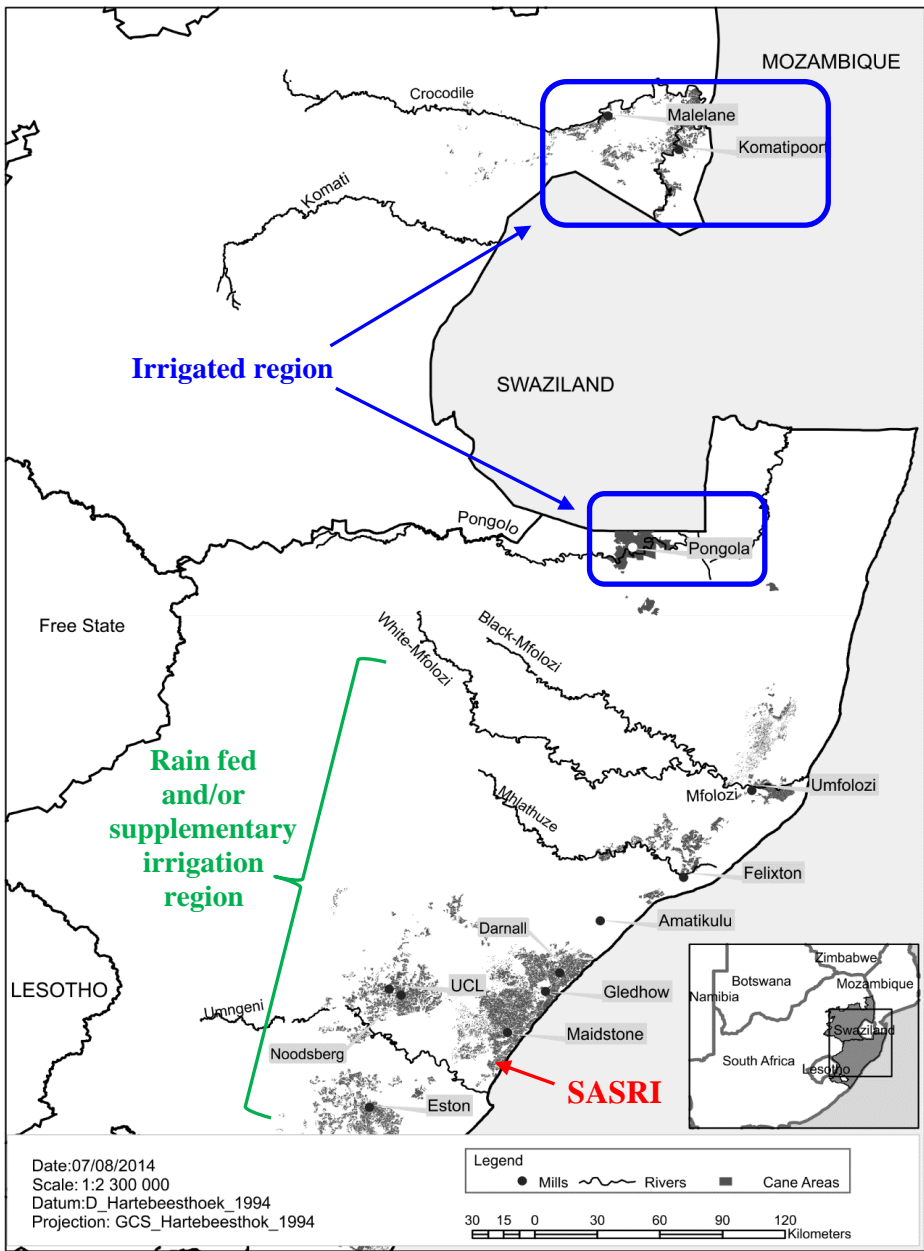 MOZAMBIQUE
Crocodile
Malelane
Komatipoort
Komati
Irrigated region
SWAZILAND
Pongolo
Pongola
Free State
White-Mfolozi
Black-Mfolozi
Rain fed
and/or
supplementary
irrigation
region
Mhlathuze
Mfolozi
Umfolozi
Felixton
Amatikulu
Darnall
LESOTHO
UCL
Gledhow
Umngeni
Maidstone
Noodsberg
SASRI
Eston
Zimbabwe
Botswana
Mozambique
Namibia
Swaziland
South Africa
Lesotho
Date:07/08/2014
Scale: 1:2 300 000
Datum:D_Hartebeesthoek_1994
Projection: GCS_Hartebeesthok_1994
Legend
Mills Rivers Cane Areas
30 15 0 30 60 90 120
Kilometers